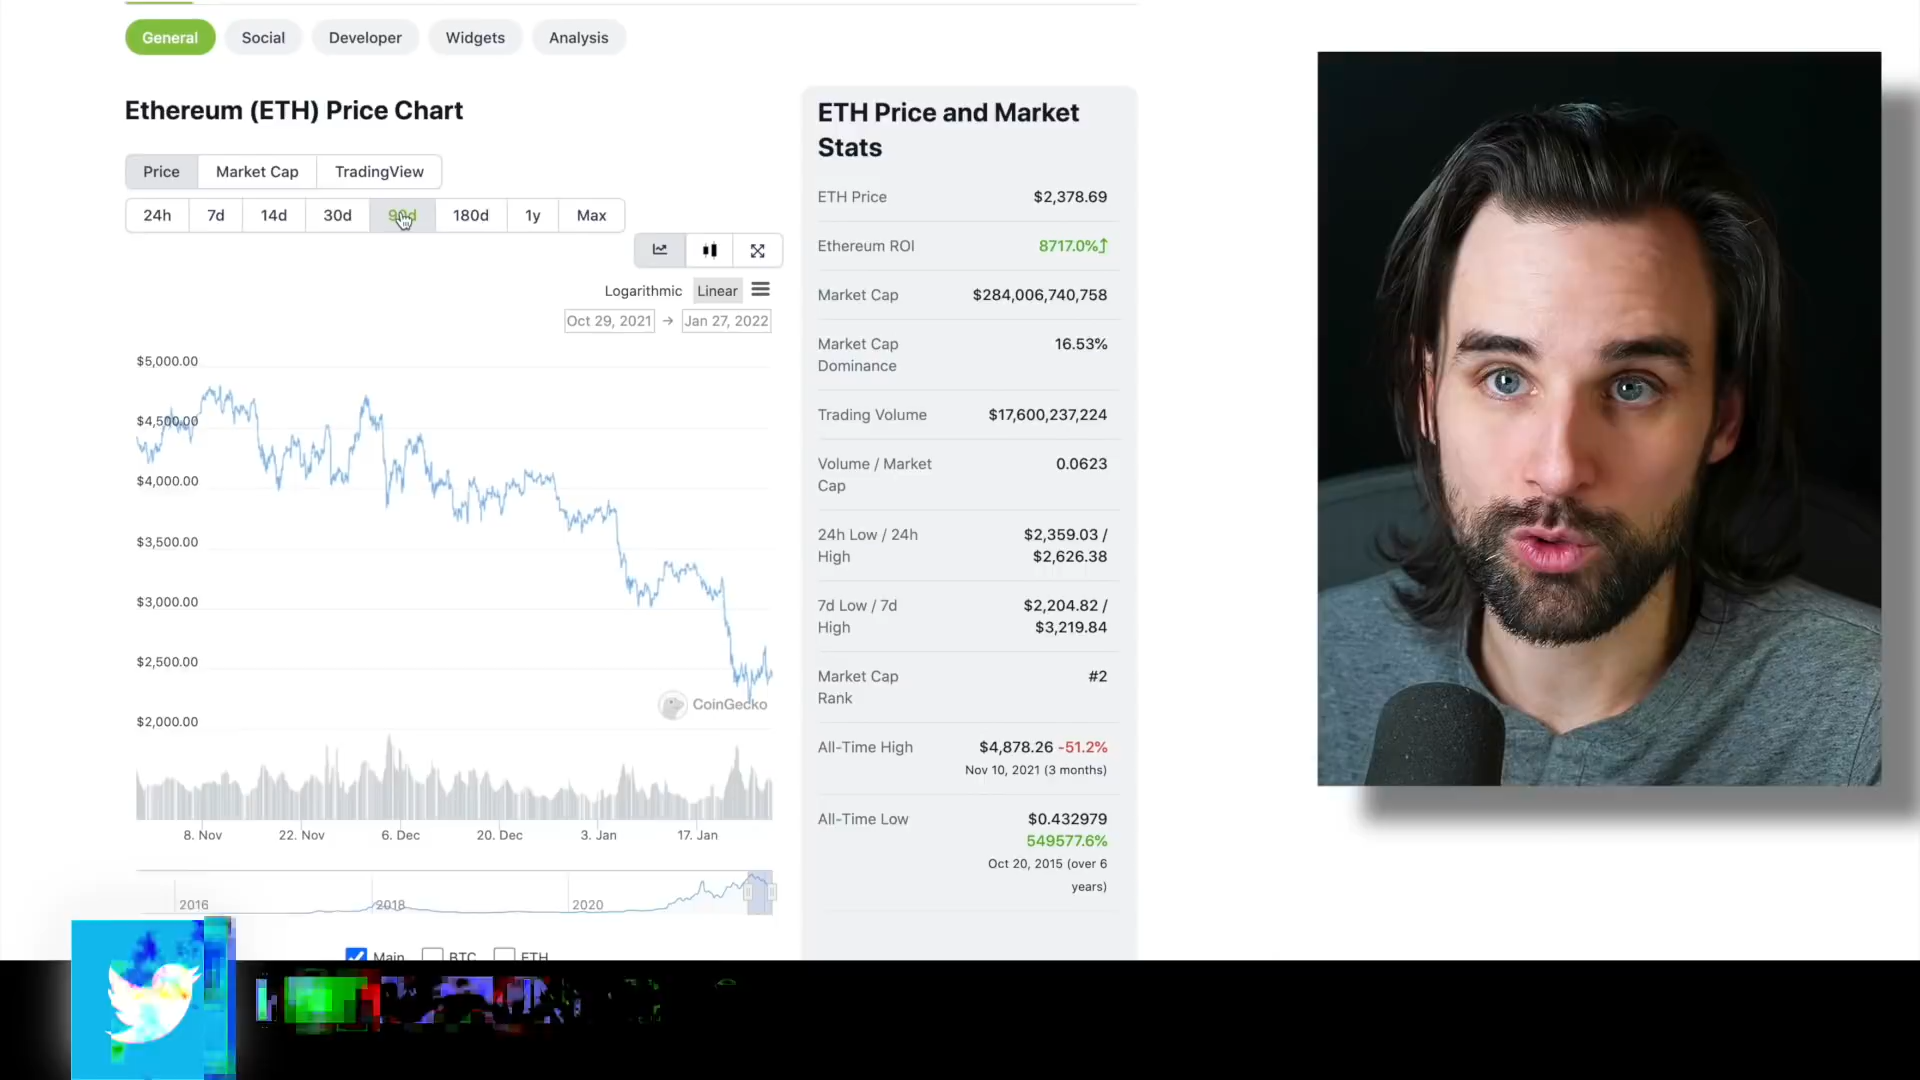 General Social Developer Widgets Analysis
Ethereum (ETH) Price Chart
Price Market Cap TradingView
24h 7d 14d 30d 90d 180d 1y Max
Logarithmic Linear
Oct 29, 2021 → Jan 27, 2022
$5,000.00
$4,500.00
$4,000.00
$3,500.00
$3,000.00
$2,500.00
$2,000.00
CoinGecko
8. Nov 22. Nov 6. Dec 20. Dec 3. Jan 17. Jan
2016 2018 2020
Main BTC ETH
ETH Price and Market
Stats
ETH Price $2,378.69
Ethereum ROI 8717.0%
Market Cap $284,006,740,758
Market Cap 16.53%
Dominance
Trading Volume $17,600,237,224
Volume / Market 0.0623
Cap
24h Low / 24h $2,359.03 /
High $2,626.38
7d Low / 7d $2,204.82 /
High $3,219.84
Market Cap #2
Rank
All-Time High $4,878.26 -51.2%
Nov 10, 2021 (3 months)
All-Time Low $0.432979
549577.6%
Oct 20, 2015 (over 6
years)